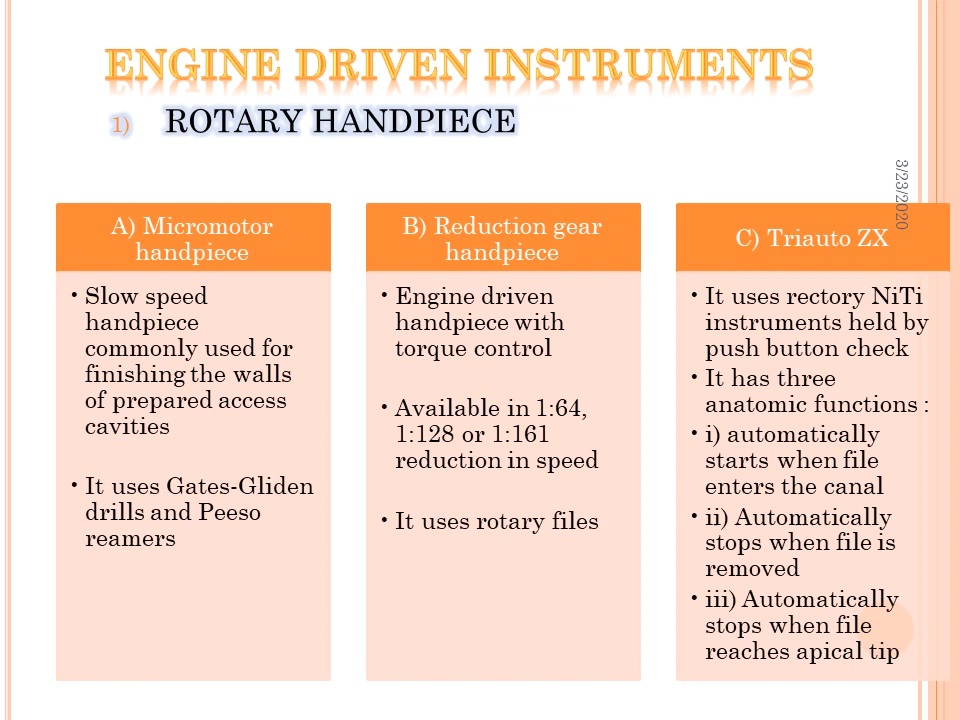 ENGINE DRIVEN INSTRUMENTS
1) ROTARY HANDPIECE
3/23/2020
A) Micromotor
handpiece
• Slow speed
handpiece
commonly used for
finishing the walls
of prepared access
cavities
• It uses Gates-Gliden
drills and Peeso
reamers
B) Reduction gear
handpiece
• Engine driven
handpiece with
torque control
• Available in 1:64,
1:128 or 1:161
reduction in speed
• It uses rotary files
C) Triauto ZX
• It uses rectory NiTi
instruments held by
push button check
• It has three
anatomic functions :
• i) automatically
starts when file
enters the canal
• ii) Automatically
stops when file is
removed
• iii) Automatically
stops when file
reaches apical tip